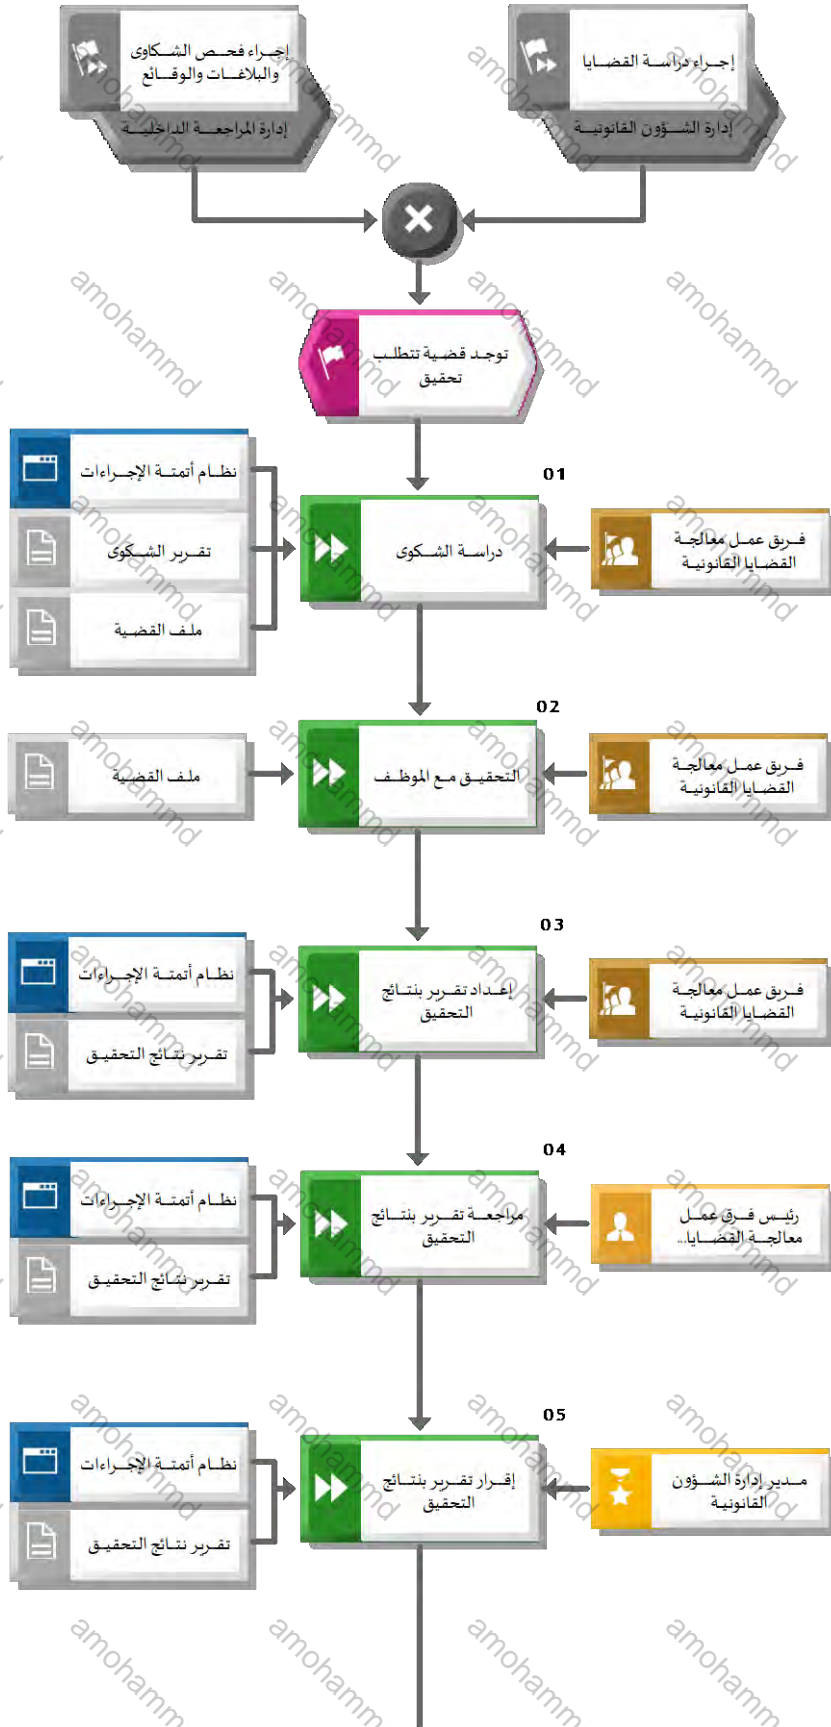 إجراء دراسة القضايا
إدارة الشؤون القانونية
إجراء فحص الشكاوى
والبلاغات والوقائع
إدارة المراجعة الداخلية
توجد قضية تتطلب
تحقيق
01
فريق عمل معالجة
القضايا القانونية
دراسة الشكوى
نظام أتمتة الإجراءات
تقرير الشكوى
ملف القضية
02
فريق عمل معالجة
القضايا القانونية
التحقيق مع الموظف
ملف القضية
03
فريق عمل معالجة
القضايا القانونية
إعداد تقرير بنتائج
التحقيق
نظام أتمتة الإجراءات
تقرير نتائج التحقيق
04
رئيس فرق عمل
معالجة القضايا...
مراجعة تقرير بنتائج
التحقيق
نظام أتمتة الإجراءات
تقرير نتائج التحقيق
05
مدير إدارة الشؤون
القانونية
إقرار تقرير بنتائج
التحقيق
نظام أتمتة الإجراءات
تقرير نتائج التحقيق
amohammd